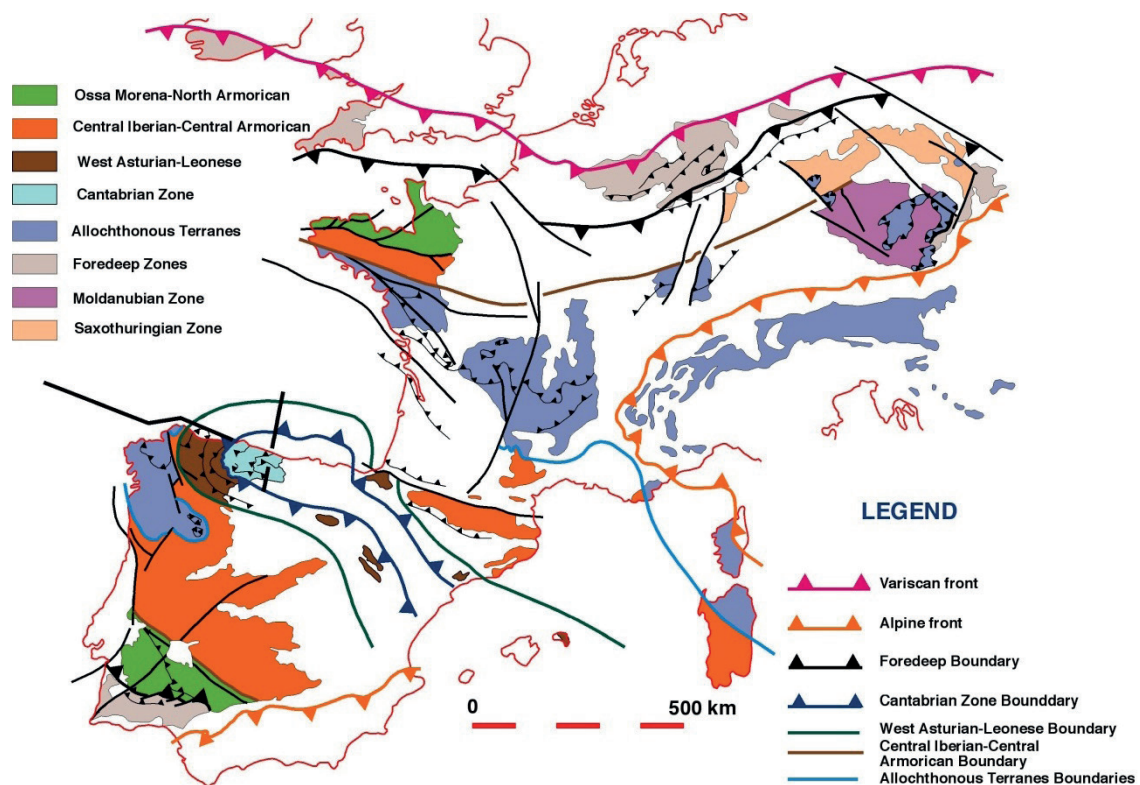 Ossa Morena-North Armorican
Central Iberian-Central Armorican
West Asturian-Leonese
Cantabrian Zone
Allochthonous Terranes
Foredeep Zones
Moldanubian Zone
Saxothuringian Zone
LEGEND
Variscan front
Alpine front
Foredeep Boundary
Cantabrian Zone Bounddary
West Asturian-Leonese Boundary
Central Iberian-Central
Armorican Boundary
Allochthonous Terranes Boundaries
0 500 km